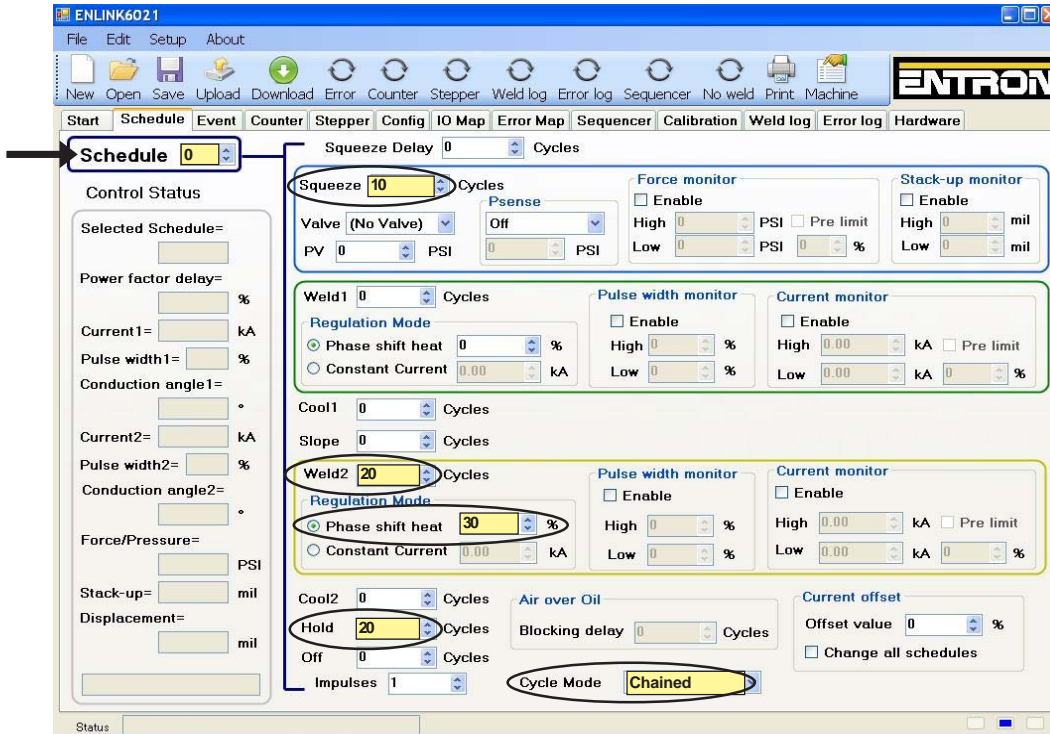 ENLINK6021
File Edit Setup About
New Open Save Upload Download Error Counter Stepper Weld log Error log Sequencer No weld Print Machine
ENTRON
Start Schedule Event Counter Stepper Config IO Map Error Map Sequencer Calibration Weld log Error log Hardware
Schedule 0
Control Status
Selected Schedule=
Power factor delay=
%
Current1= kA
Pulse width1= %
Conduction angle1=
°
Current2= kA
Pulse width2= %
Conduction angle2=
°
Force/Pressure=
PSI
Stack-up= mil
Displacement=
mil
Squeeze Delay 0 Cycles
Squeeze 10 Cycles
Valve (No Valve)
PV 0 PSI
Psense
Off
0 PSI
Force monitor
Enable
High 0 PSI Pre limit
Low 0 PSI 0 %
Stack-up monitor
Enable
High 0 mil
Low 0 mil
Weld1 0 Cycles
Regulation Mode
Phase shift heat 0 %
Constant Current 0.00 kA
Pulse width monitor
Enable
High 0 %
Low 0 %
Current monitor
Enable
High 0.00 kA Pre limit
Low 0.00 kA 0 %
Cool1 0 Cycles
Slope 0 Cycles
Weld2 20 Cycles
Regulation Mode
Phase shift heat 30 %
Constant Current 0.00 kA
Pulse width monitor
Enable
High 0 %
Low 0 %
Current monitor
Enable
High 0.00 kA Pre limit
Low 0.00 kA 0 %
Cool2 0 Cycles
Hold 20 Cycles
Off 0 Cycles
Impulses 1
Air over Oil
Blocking delay 0 Cycles
Cycle Mode Chained
Current offset
Offset value 0 %
Change all schedules
Status